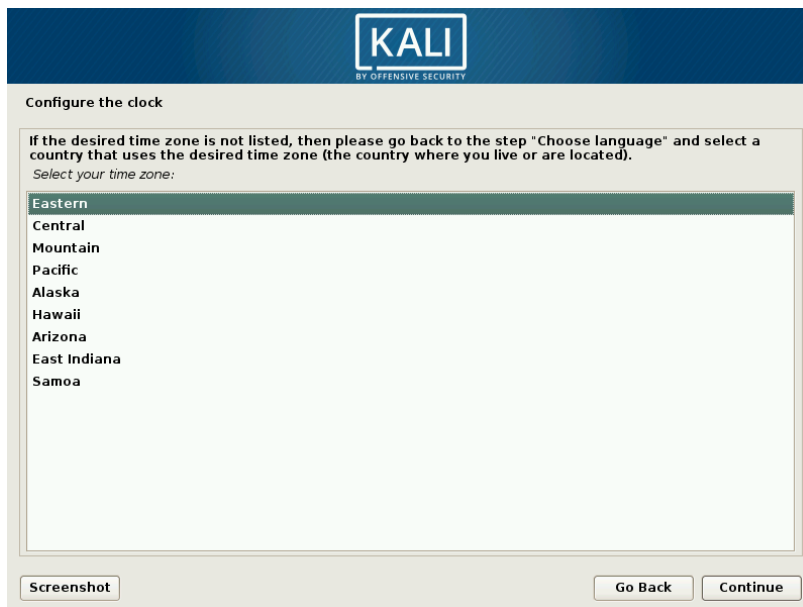 KALI
BY OFFENSIVE SECURITY
Configure the clock
If the desired time zone is not listed, then please go back to the step "Choose language" and select a
country that uses the desired time zone (the country where you live or are located).
Select your time zone:
Eastern
Central
Mountain
Pacific
Alaska
Hawaii
Arizona
East Indiana
Samoa
Screenshot
Go Back
Continue